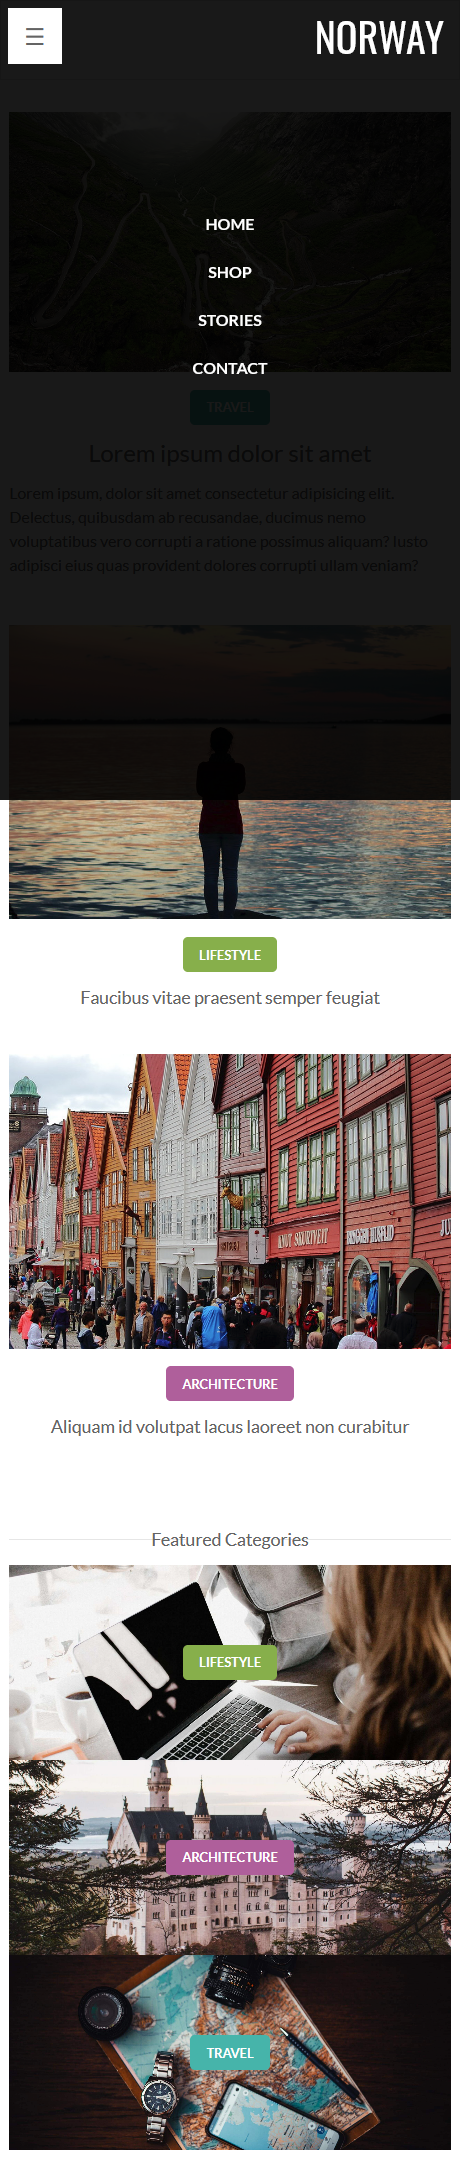 ☰
NORWAY
HOME
SHOP
STORIES
CONTACT
TRAVEL
Lorem ipsum dolor sit amet
Lorem ipsum, dolor sit amet consectetur adipisicing elit.
Delectus, quibusdam ab recusandae, ducimus nemo
voluptatibus vero corrupti a ratione possimus aliquam? Iusto
adipisci eius quas provident dolores corrupti ullam veniam?
LIFESTYLE
Faucibus vitae praesent semper feugiat
ARCHITECTURE
Aliquam id volutpat lacus laoreet non curabitur
Featured Categories
LIFESTYLE
ARCHITECTURE
TRAVEL